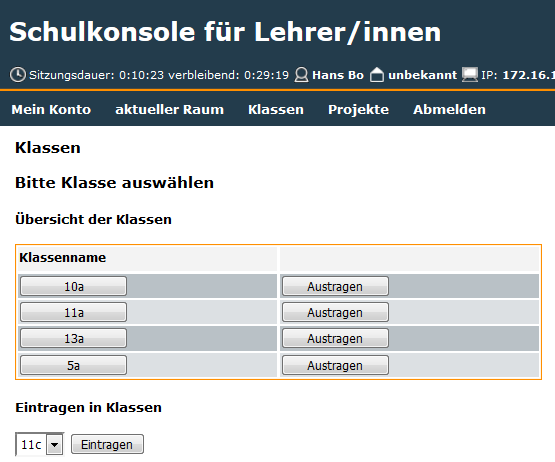 Schulkonsole für Lehrer/innen
Sitzungsdauer: 0:10:23 verbleibend: 0:29:19 Hans Bo unbekannt IP: 172.16.1
Mein Konto aktueller Raum Klassen Projekte Abmelden
Klassen
Bitte Klasse auswählen
Übersicht der Klassen
Klassenname
10a Austragen
11a Austragen
13a Austragen
5a Austragen
Eintragen in Klassen
11c Eintragen